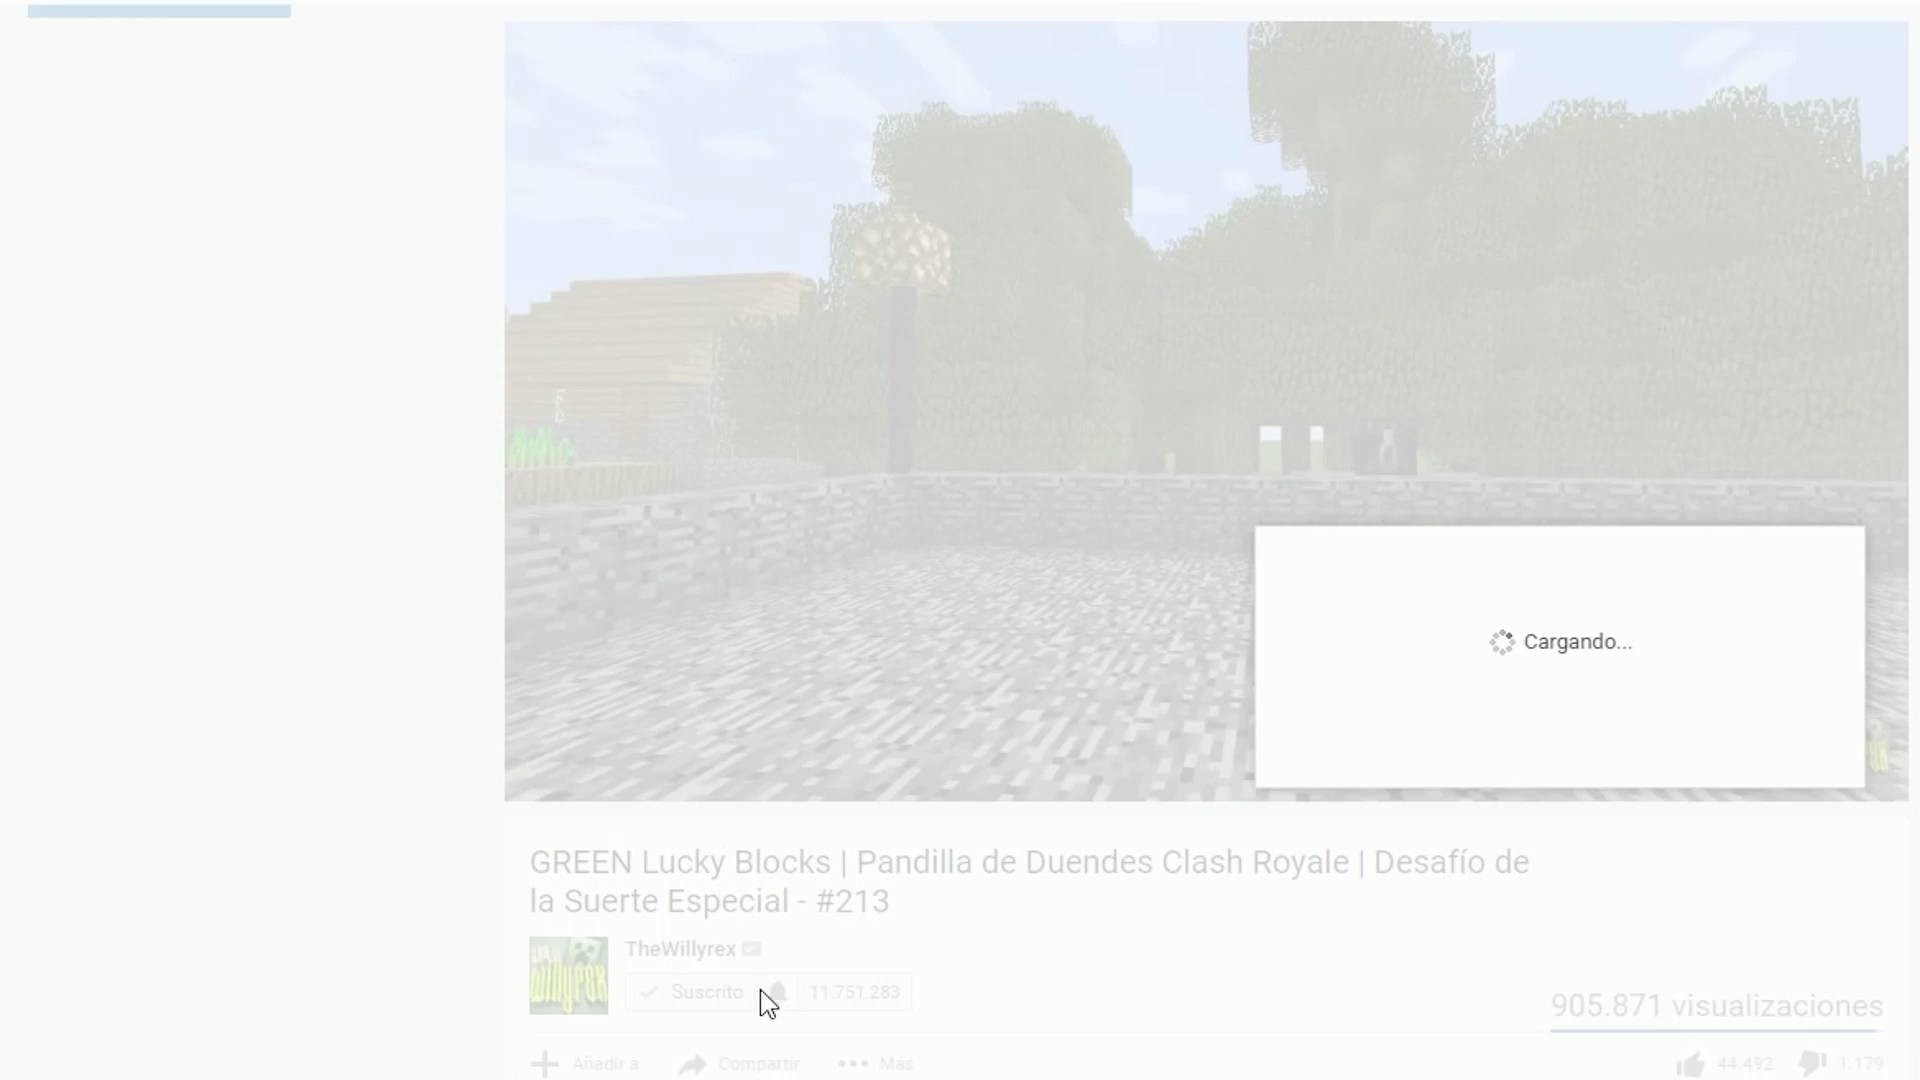 Cargando...
GREEN Lucky Blocks | Pandilla de Duendes Clash Royale | Desafío de
la Suerte Especial - #213
willyrex
TheWillyrex
Suscrito 11.751.283
905.871 visualizaciones
Añadir a Compartir Más 44.492 1.179